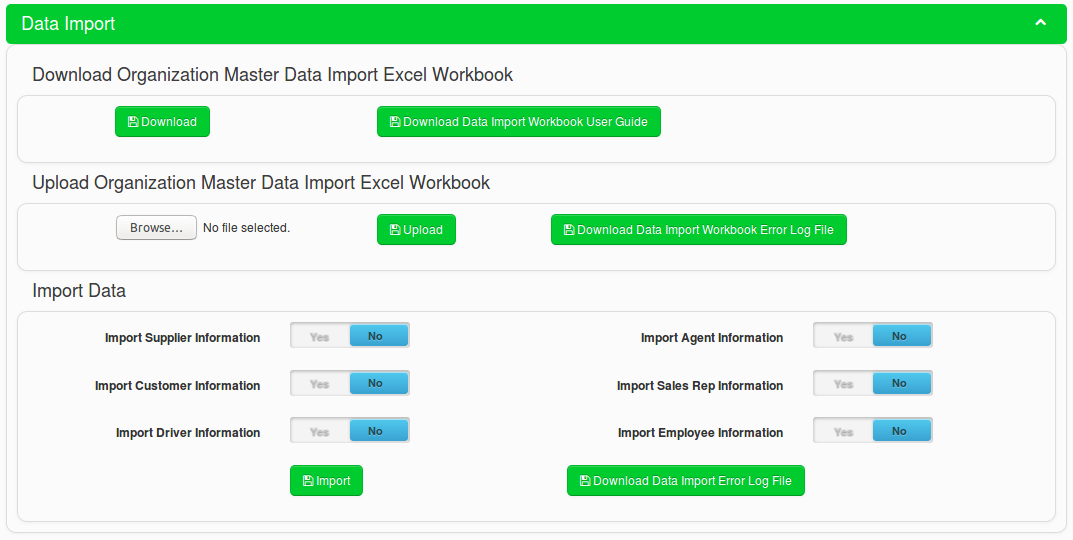 Data Import
Download Organization Master Data Import Excel Workbook
Download Download Data Import Workbook User Guide
Upload Organization Master Data Import Excel Workbook
Browse... No file selected. Upload Download Data Import Workbook Error Log File
Import Data
Import Supplier Information Yes No Import Agent Information Yes No
Import Customer Information Yes No Import Sales Rep Information Yes No
Import Driver Information Yes No Import Employee Information Yes No
Import Download Data Import Error Log File